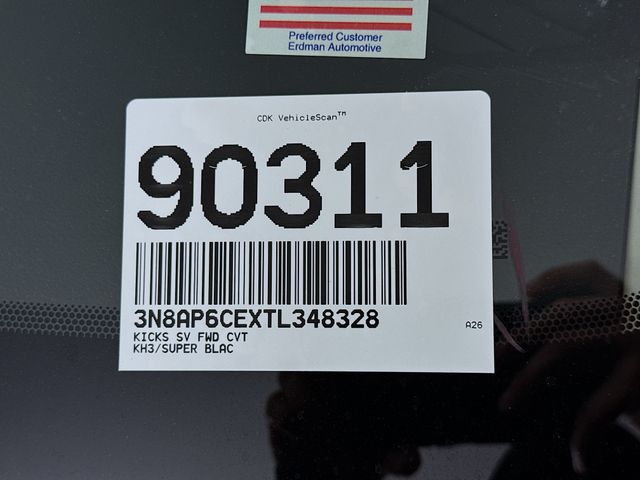 Preferred Customer
Erdman Automotive
CDK VehicleScan™
90311
3N8AP6CEXTL348328
KICKS SV FWD CVT
KH3/SUPER BLAC
A26